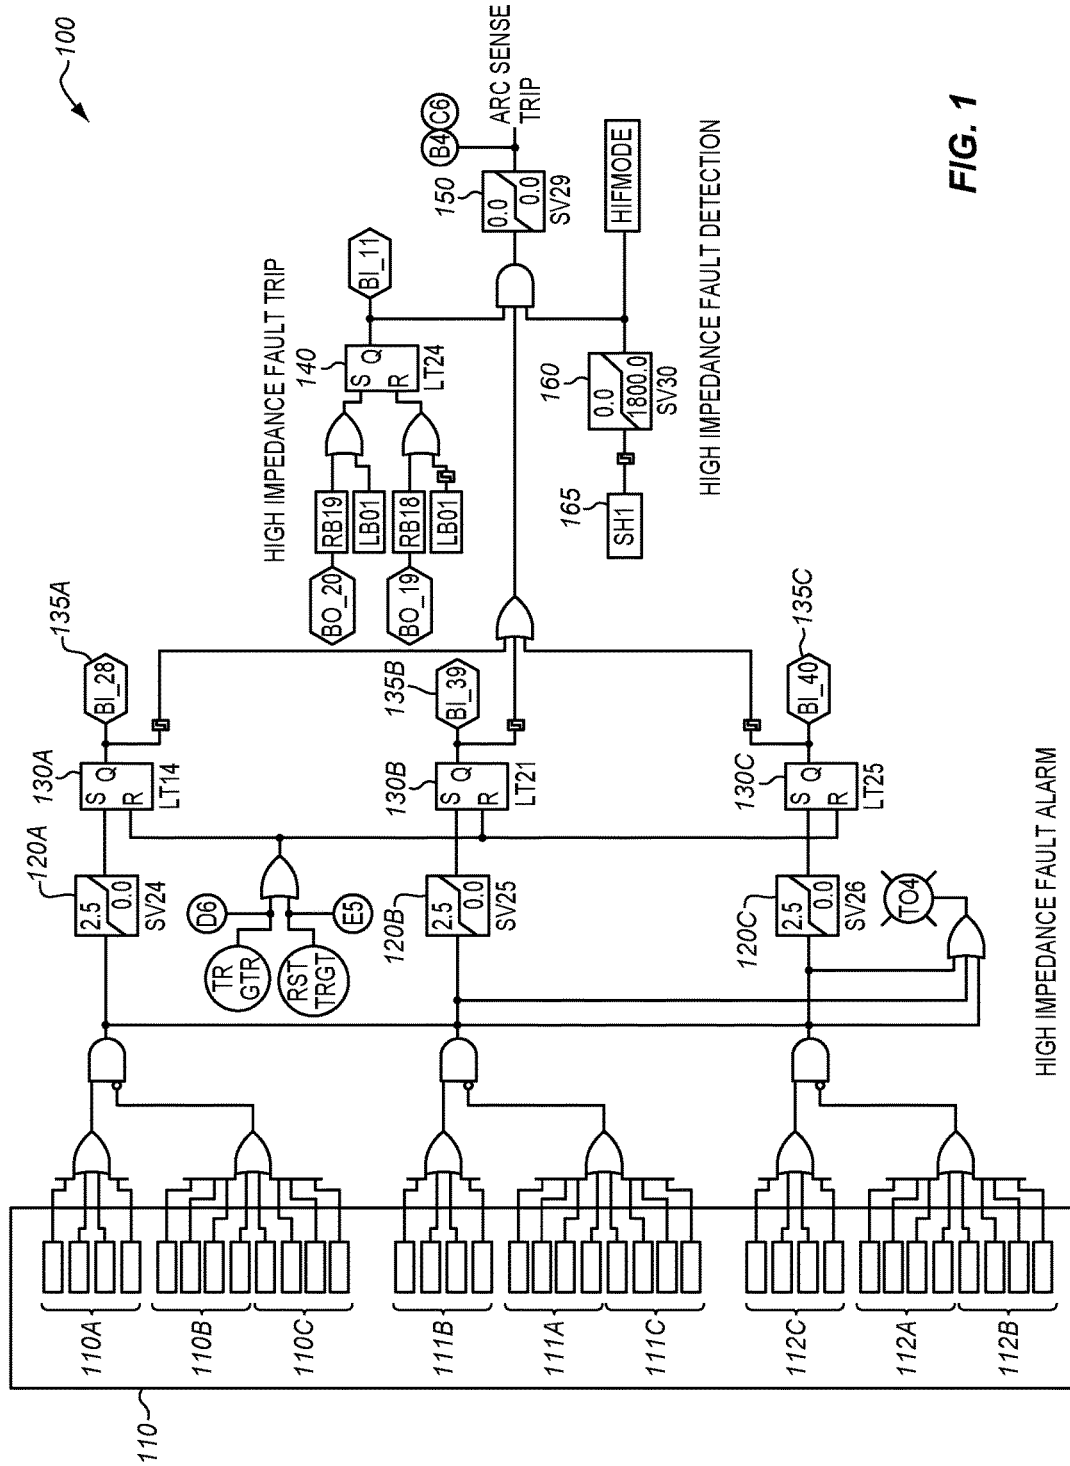 100
110
110A
110B
110C
111B
111A
111C
112C
112A
112B
120A
2.5
0.0
SV24
130A
S
Q
R
LT14
BI_28
135A
D6
TR
GTR
RST
TRGT
E5
120B
2.5
0.0
SV25
130B
S
Q
R
LT21
135B
BI_39
120C
2.5
0.0
SV26
130C
S
Q
R
LT25
BI_40
135C
TO4
HIGH IMPEDANCE FAULT ALARM
HIGH IMPEDANCE FAULT TRIP
BO_20
RB19
LB01
BO_19
RB18
LB01
140
S
Q
R
LT24
BI_11
165
SH1
160
0.0
1800.0
SV30
HIFMODE
HIGH IMPEDANCE FAULT DETECTION
150
0.0
0.0
SV29
B4
C6
ARC SENSE
TRIP
FIG. 1